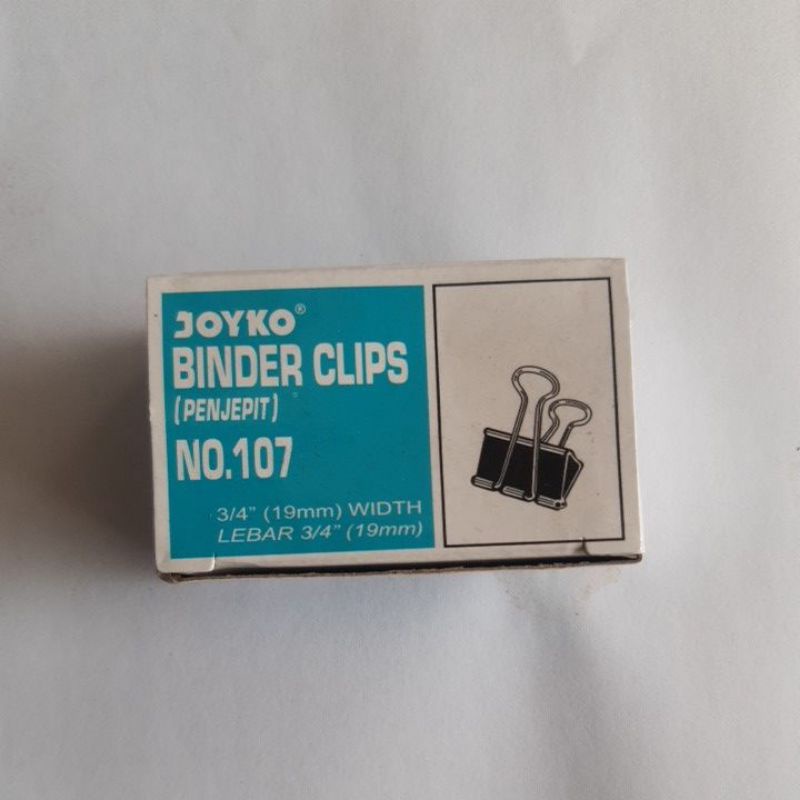 JOYKO®
BINDER CLIPS
(PENJEPIT)
NO.107
3/4" (19mm) WIDTH
LEBAR 3/4" (19mm)